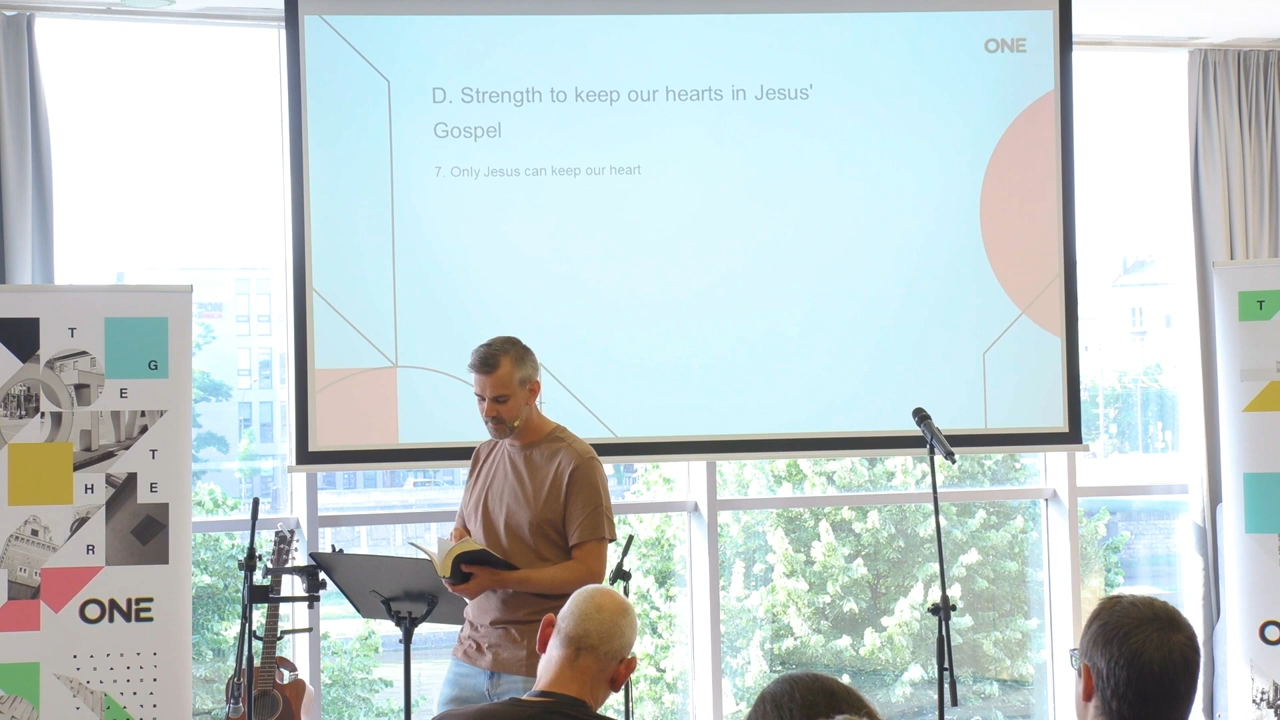 ONE
D. Strength to keep our hearts in Jesus'
Gospel
7. Only Jesus can keep our heart
T
G
E
T
H
E
R
ONE
T